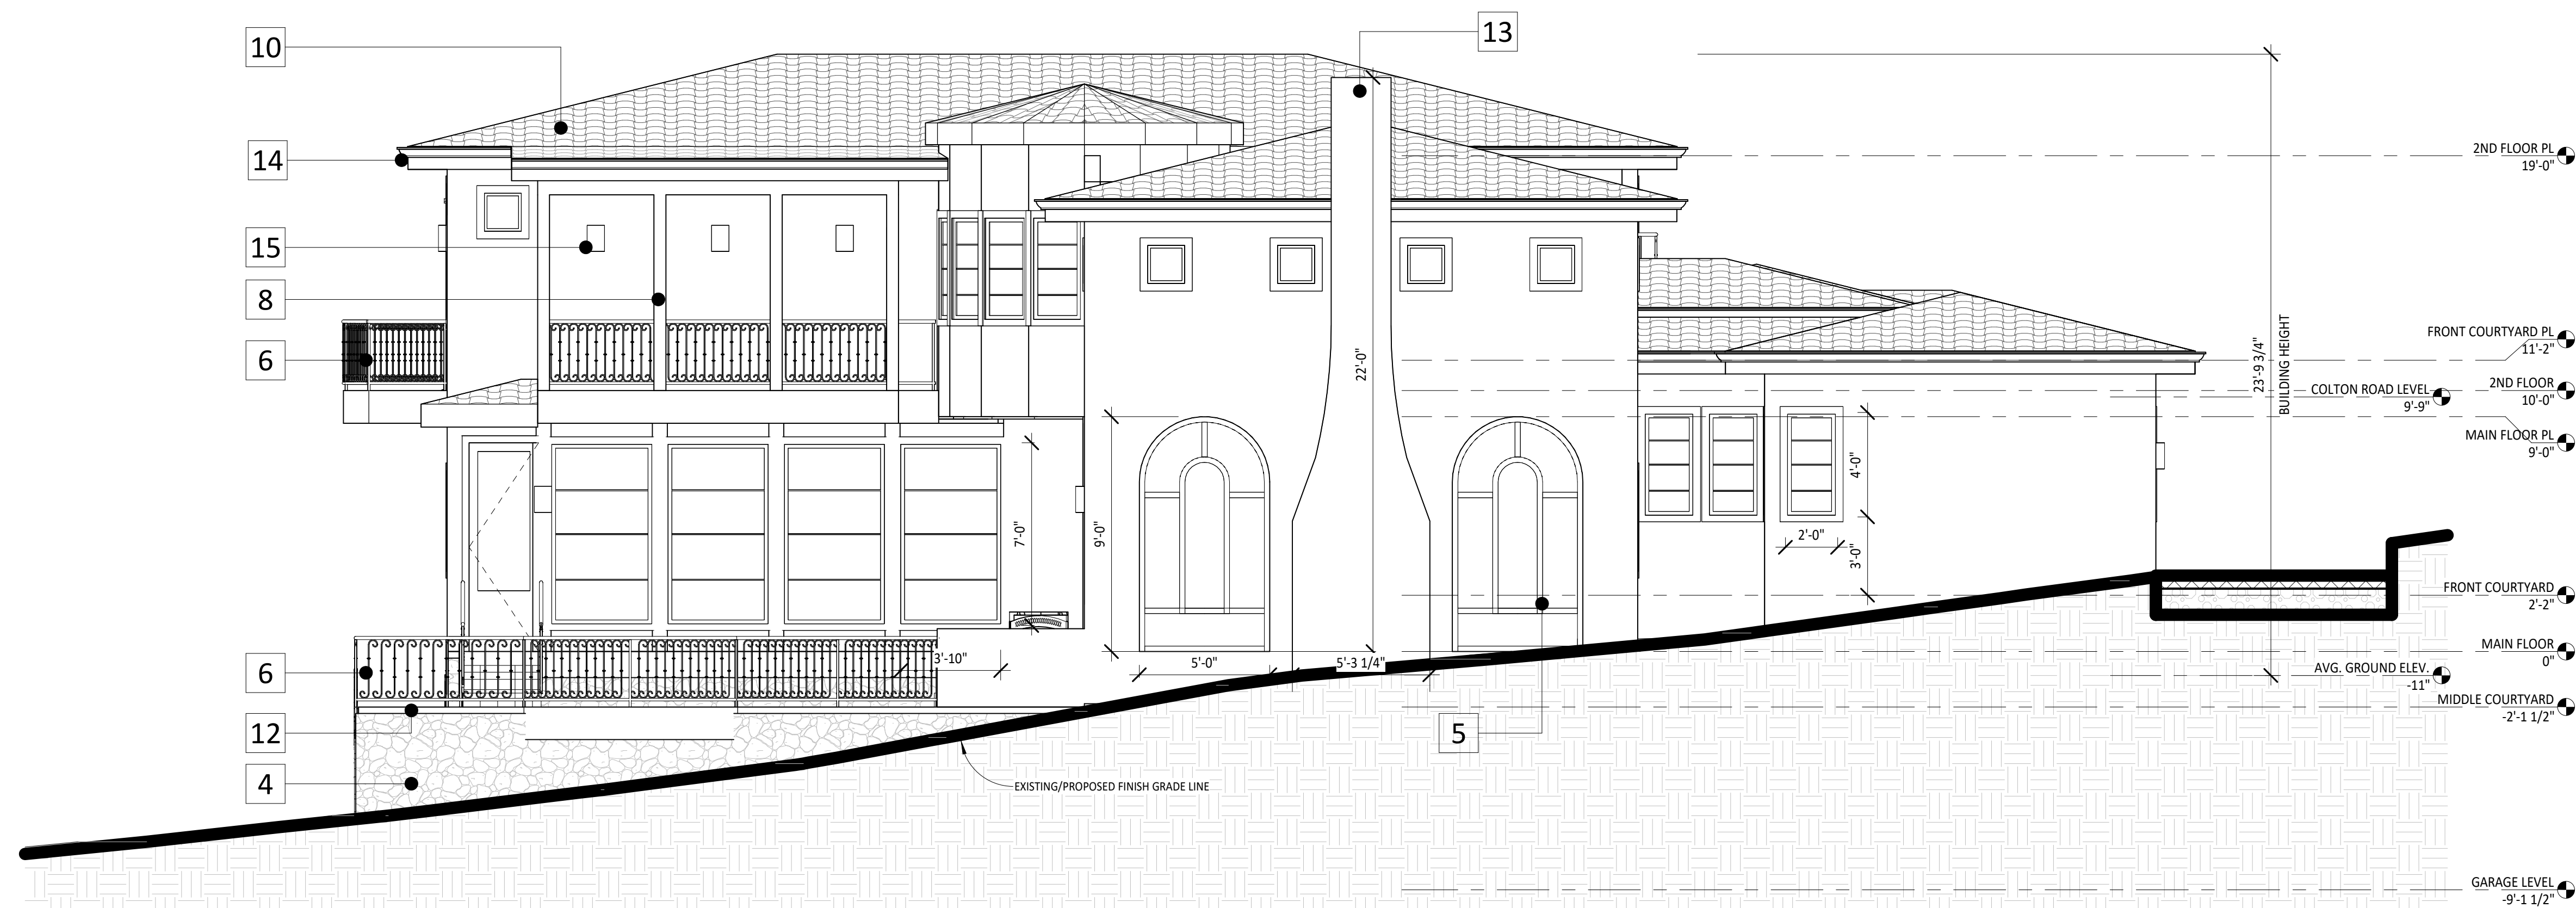 13
10
14
2ND FLOOR PL
19'-0"
15
8
6
FRONT COURTYARD PL
11'-2"
23'-9 3/4"
BUILDING HEIGHT
22'-0"
2ND FLOOR
10'-0"
COLTON ROAD LEVEL
9'-9"
MAIN FLOOR PL
9'-0"
4'-0"
7'-0"
9'-0"
2'-0"
3'-0"
FRONT COURTYARD
2'-2"
MAIN FLOOR
0"
6
3'-10"
5'-0"
5'-3 1/4"
AVG. GROUND ELEV.
-11"
MIDDLE COURTYARD
-2'-1 1/2"
12
5
4
EXISTING/PROPOSED FINISH GRADE LINE
GARAGE LEVEL
-9'-1 1/2"